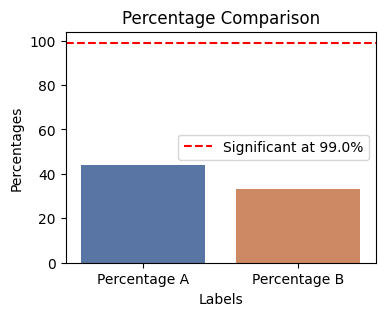 Percentage Comparison
Percentages
100
80
60
40
20
0
Significant at 99.0%
Percentage A
Percentage B
Labels